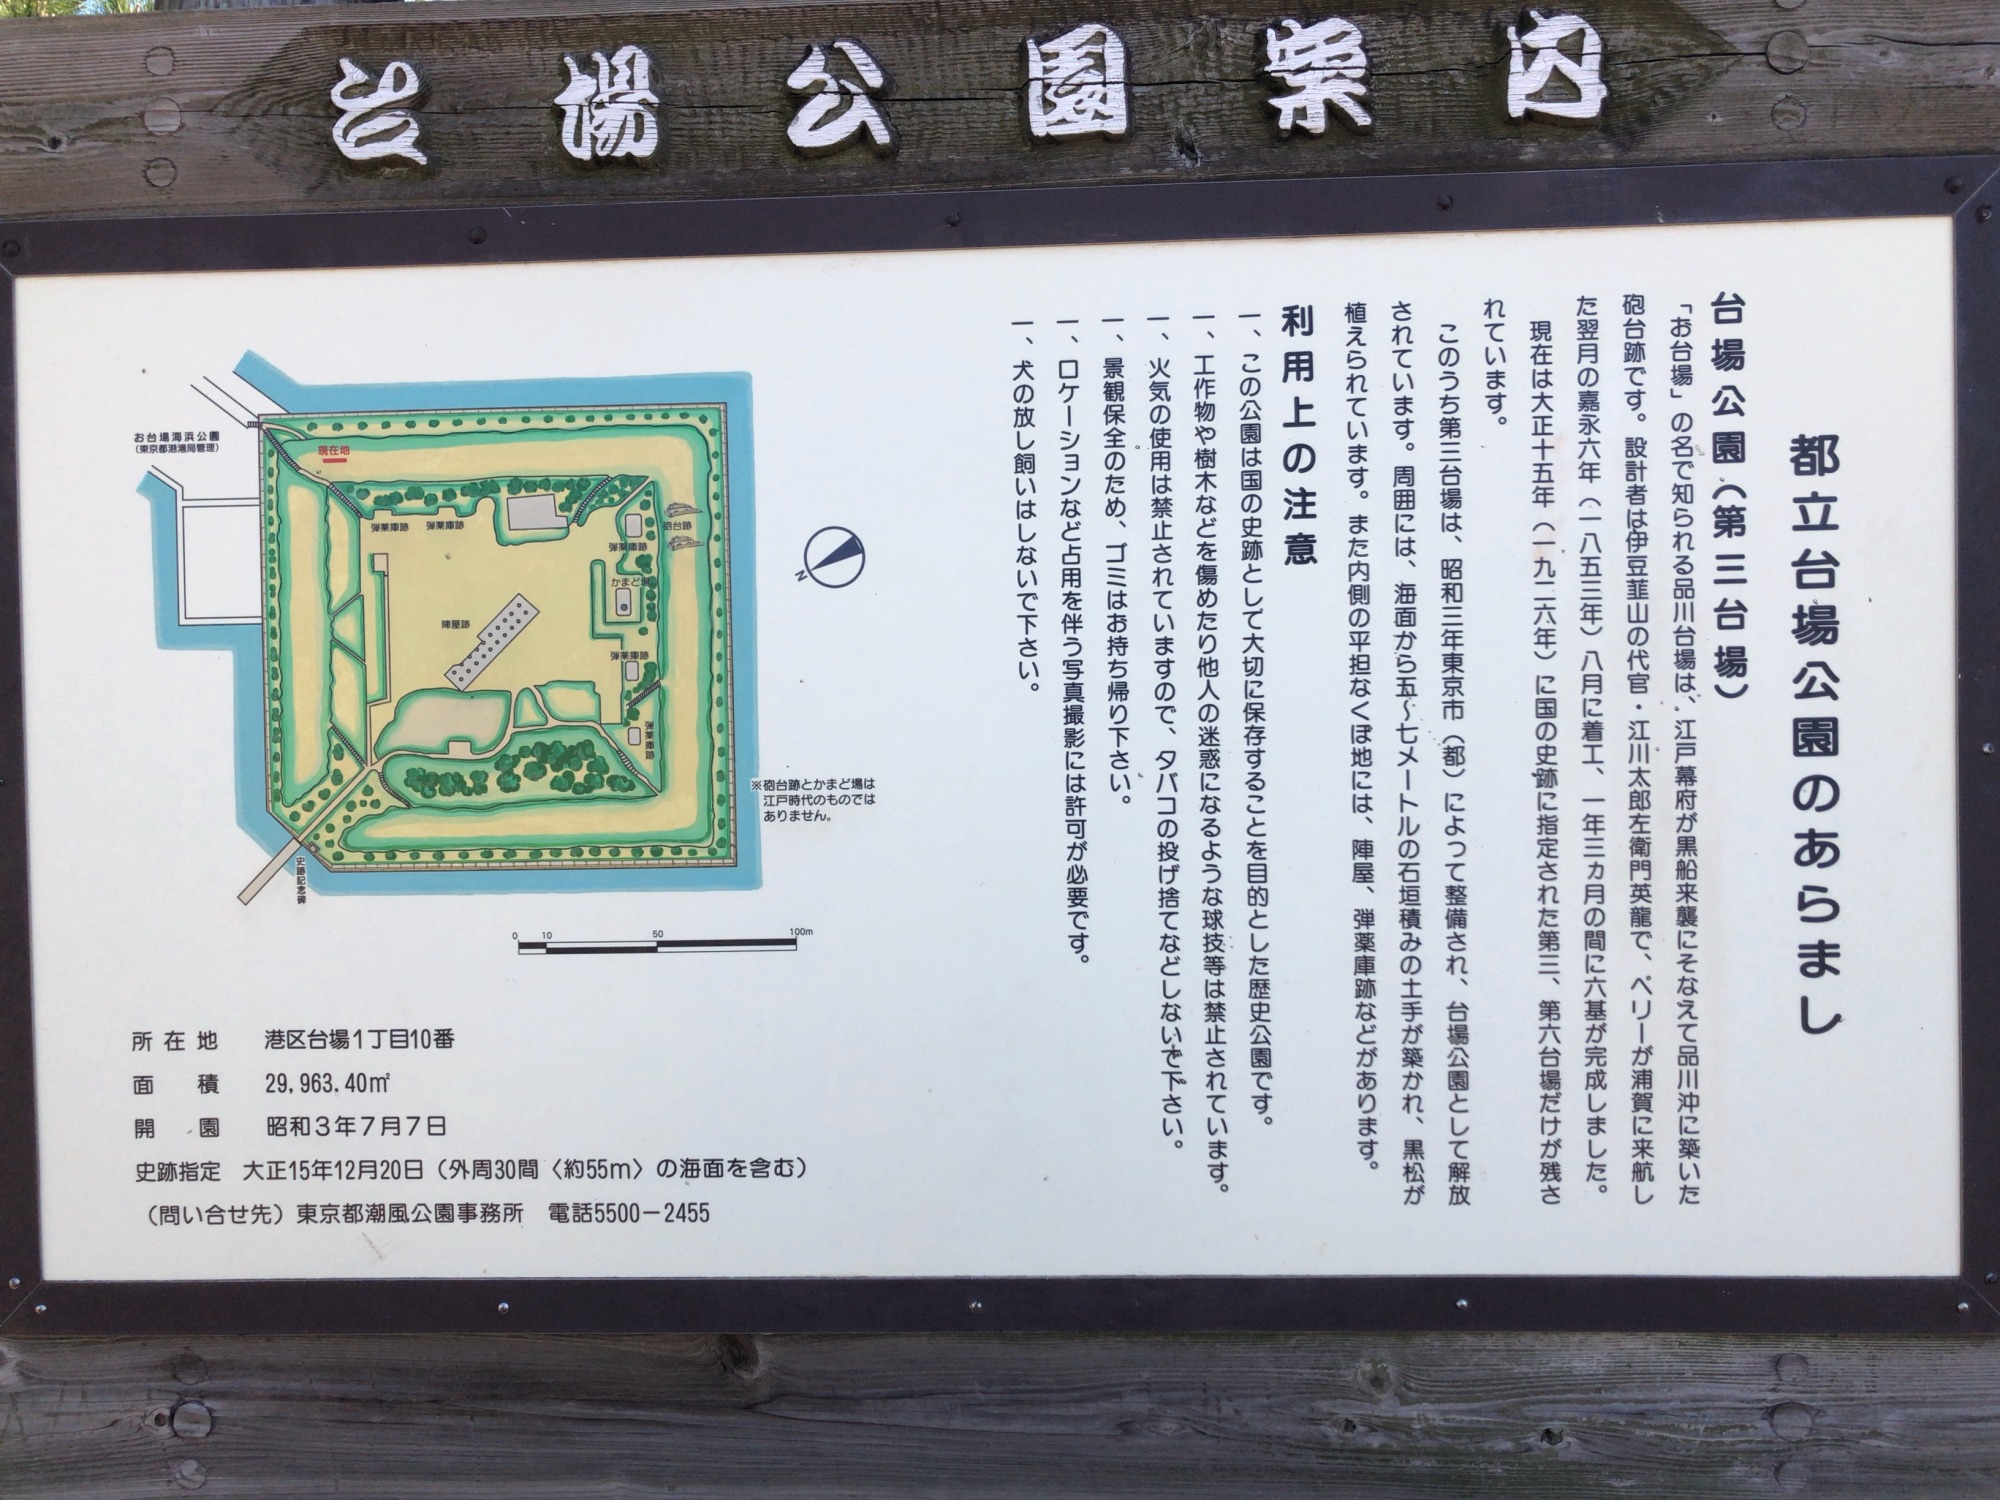 台場公園案内
都立台場公園のあらまし
台場公園(第三台場)
「お台場」の名で知られる品川台場は、江戸幕府が黒船来襲にそなえて品川沖に築いた
砲台跡です。設計者は伊豆韮山の代官・江川太郎左衛門英龍で、ペリーが浦賀に来航し
た翌月の嘉永六年（一八五三年）八月に着工、一年三ヵ月の間に六基が完成しました。
現在は大正十五年（一九二六年）に国の史跡に指定された第三、第六台場だけが残さ
れています。
このうち第三台場は、昭和三年東京市（都）によって整備され、台場公園として解放
されています。周囲には、海面から五〜七メートルの石垣積みの土手が築かれ、黒松が
植えられています。また内側の平担なくぼ地には、陣屋、弾薬庫跡などがあります。
利用上の注意
一、この公園は国の史跡として大切に保存することを目的とした歴史公園です。
一、工作物や樹木などを傷めたり他人の迷惑になるような球技等は禁止されています。
一、火気の使用は禁止されていますので、タバコの投げ捨てなどしないで下さい。
一、景観保全のため、ゴミはお持ち帰り下さい。
一、ロケーションなど占用を伴う写真撮影には許可が必要です。
一、犬の放し飼いはしないで下さい。
お台場海浜公園
(東京都港湾局管理)
現在地
弾薬庫跡
弾薬庫跡
砲台跡
弾薬庫跡
かまど場
陣屋跡
弾薬庫跡
弾薬庫跡
史跡記念碑
N
※砲台跡とかまど場は
江戸時代のものでは
ありません。
0 10 50 100m
所在地 港区台場1丁目10番
面積 29,963.40㎡
開園 昭和3年7月7日
史跡指定 大正15年12月20日（外周30間〈約55m〉の海面を含む）
（問い合せ先）東京都潮風公園事務所 電話5500－2455